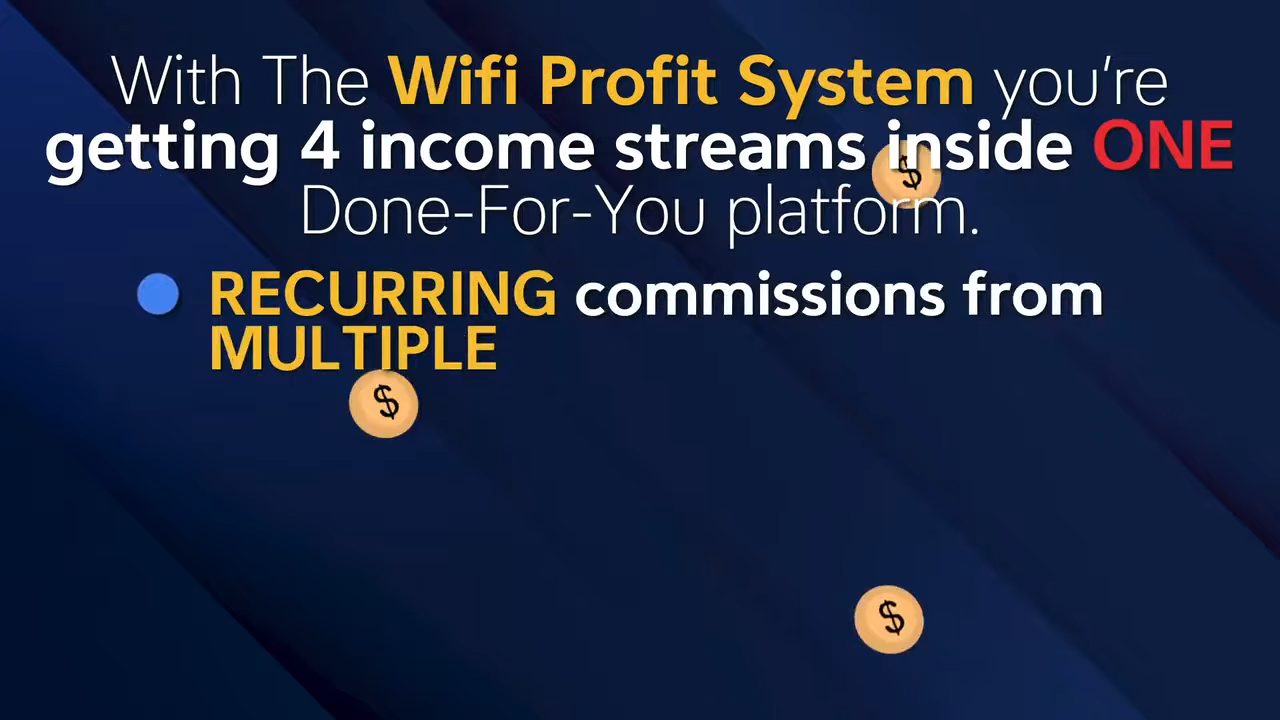 With The Wifi Profit System you're
getting 4 income streams inside ONE
Done-For-You platform.
RECURRING commissions from
MULTIPLE
$
$
$